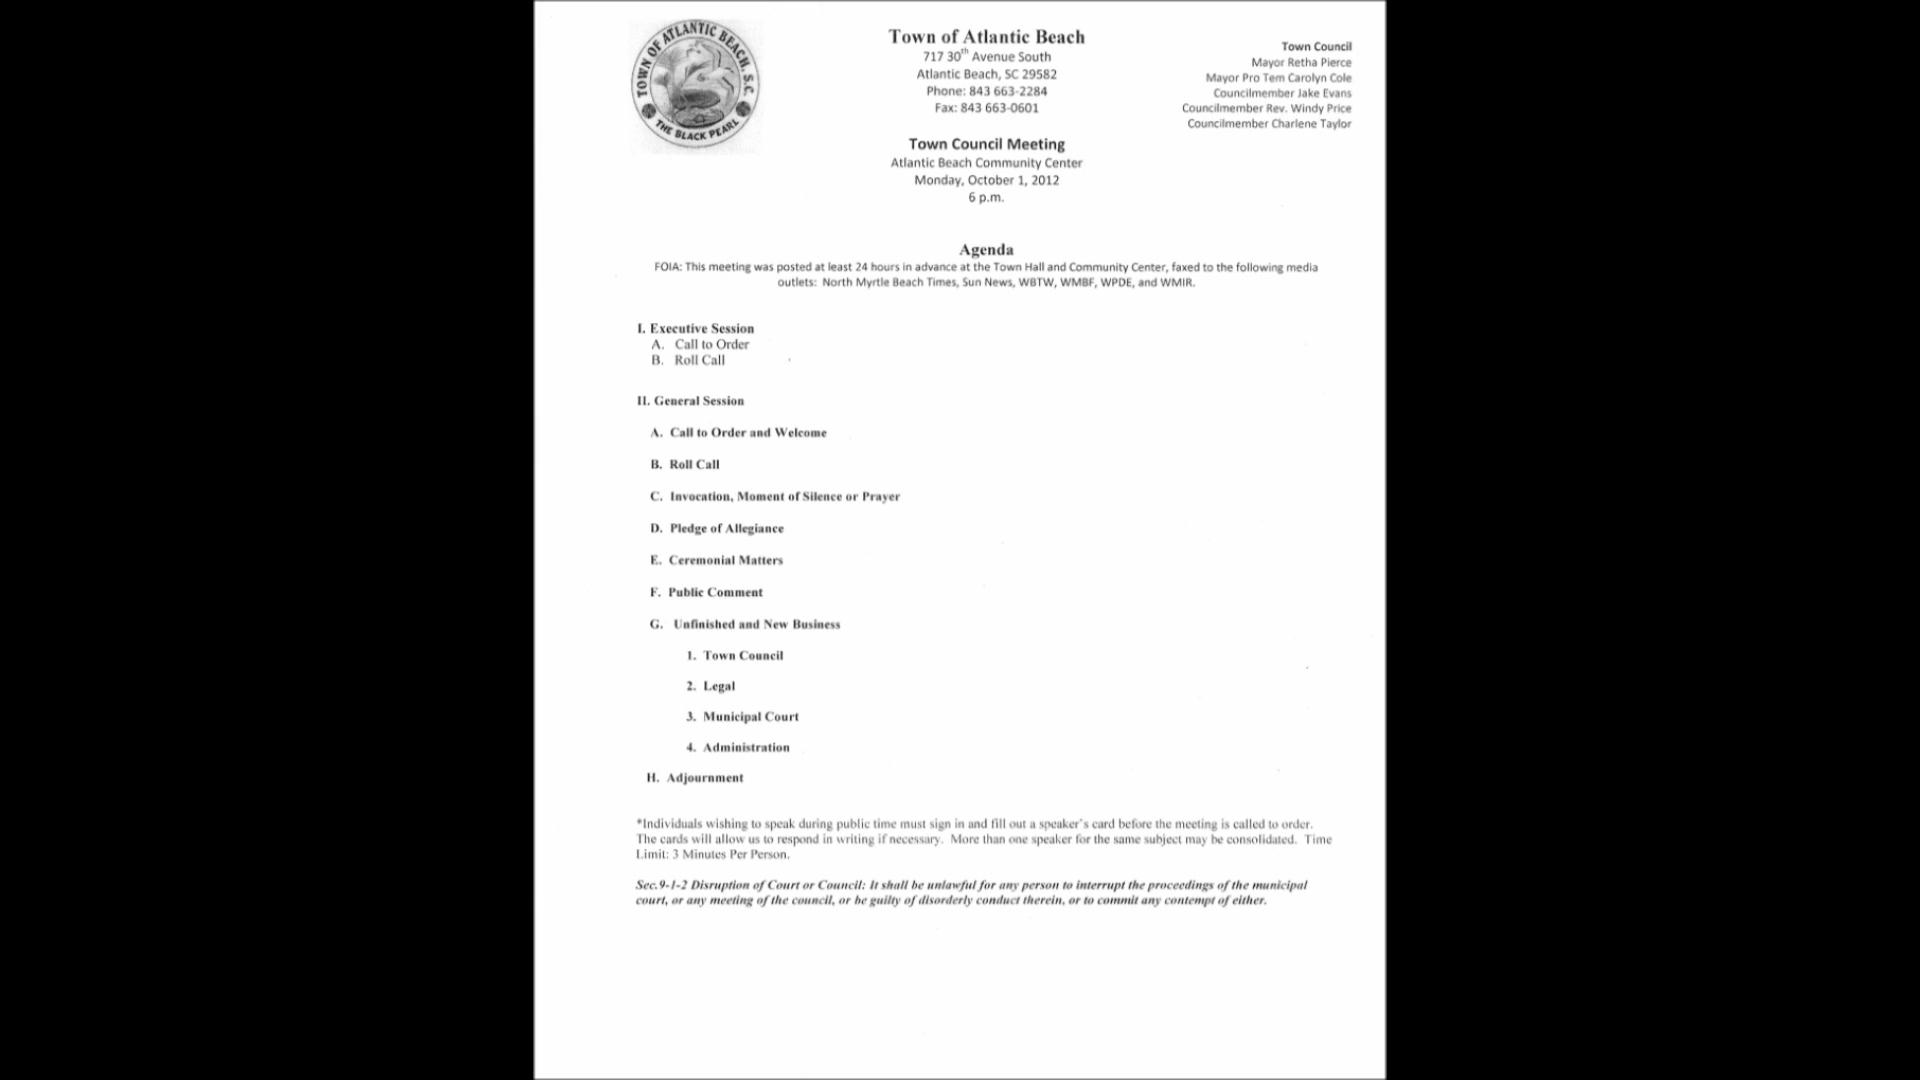 TOWN OF ATLANTIC BEACH, S.C.
THE BLACK PEARL
Town of Atlantic Beach
717 30th Avenue South
Atlantic Beach, SC 29582
Phone: 843 663-2284
Fax: 843 663-0601
Town Council
Mayor Retha Pierce
Mayor Pro Tem Carolyn Cole
Councilmember Jake Evans
Councilmember Rev. Windy Price
Councilmember Charlene Taylor
Town Council Meeting
Atlantic Beach Community Center
Monday, October 1, 2012
6 p.m.
Agenda
FOIA: This meeting was posted at least 24 hours in advance at the Town Hall and Community Center, faxed to the following media
outlets: North Myrtle Beach Times, Sun News, WBTW, WMBF, WPDE, and WMIR.
I. Executive Session
A. Call to Order
B. Roll Call
II. General Session
A. Call to Order and Welcome
B. Roll Call
C. Invocation, Moment of Silence or Prayer
D. Pledge of Allegiance
E. Ceremonial Matters
F. Public Comment
G. Unfinished and New Business
1. Town Council
2. Legal
3. Municipal Court
4. Administration
H. Adjournment
*Individuals wishing to speak during public time must sign in and fill out a speaker's card before the meeting is called to order.
The cards will allow us to respond in writing if necessary. More than one speaker for the same subject may be consolidated. Time
Limit: 3 Minutes Per Person.
Sec.9-1-2 Disruption of Court or Council: It shall be unlawful for any person to interrupt the proceedings of the municipal
court, or any meeting of the council, or be guilty of disorderly conduct therein, or to commit any contempt of either.